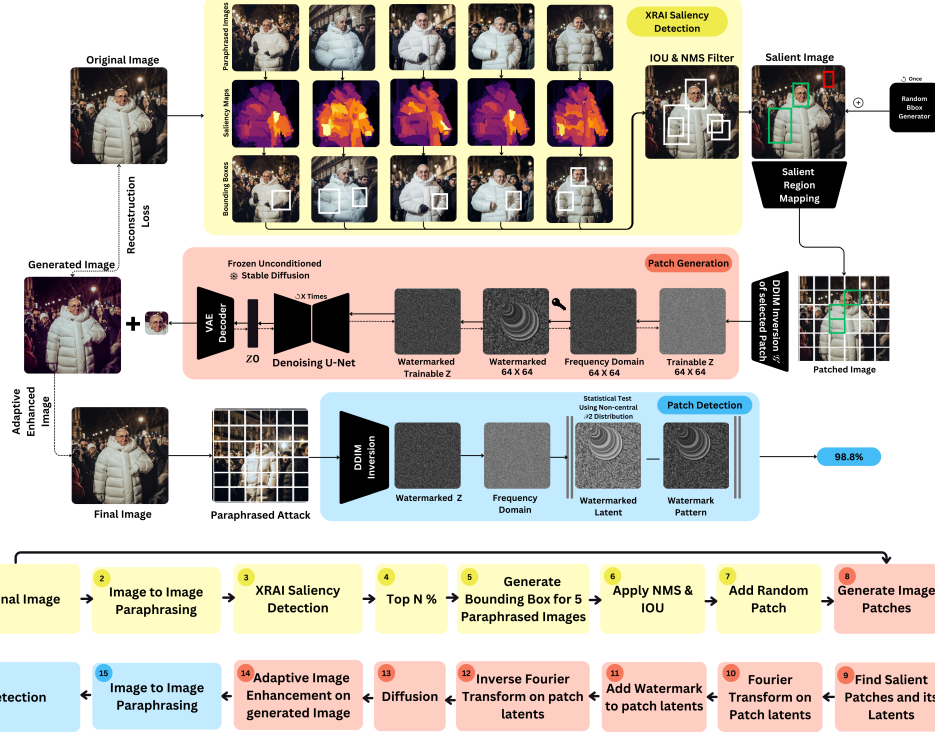 Paraphrased Images
XRAI Saliency
Detection
Original Image
Saliency Maps
IOU & NMS Filter
Salient Image
Once
Random
Bbox
Generator
Bounding Boxes
Salient
Region
Mapping
Reconstruction
Loss
Generated Image
Frozen Unconditioned
Stable Diffusion
Patch Generation
X Times
VAE
Decoder
Z0
Denoising U-Net
Watermarked
Trainable Z
Watermarked
64 X 64
Frequency Domain
64 X 64
Trainable Z
64 X 64
DDIM Inversion
of selected Patch
Patched Image
Adaptive
Enhanced
Image
Statistical Test
Using Non-central
Distribution
Patch Detection
DDIM
Inversion
98.8%
Final Image
Paraphrased Attack
Watermarked Z
Frequency
Domain
Watermarked
Latent
Watermark
Pattern
nal Image
2
Image to Image
Paraphrasing
3
XRAI Saliency
Detection
4
Top N %
5
Generate
Bounding Box for 5
Paraphrased Images
6
Apply NMS &
IOU
7
Add Random
Patch
8
Generate Image
Patches
etection
15
Image to Image
Paraphrasing
14
Adaptive Image
Enhancement on
generated Image
13
Diffusion
12
Inverse Fourier
Transform on patch
latents
11
Add Watermark
to patch latents
10
Fourier
Transform on
Patch latents
9
Find Salient
Patches and its
Latents